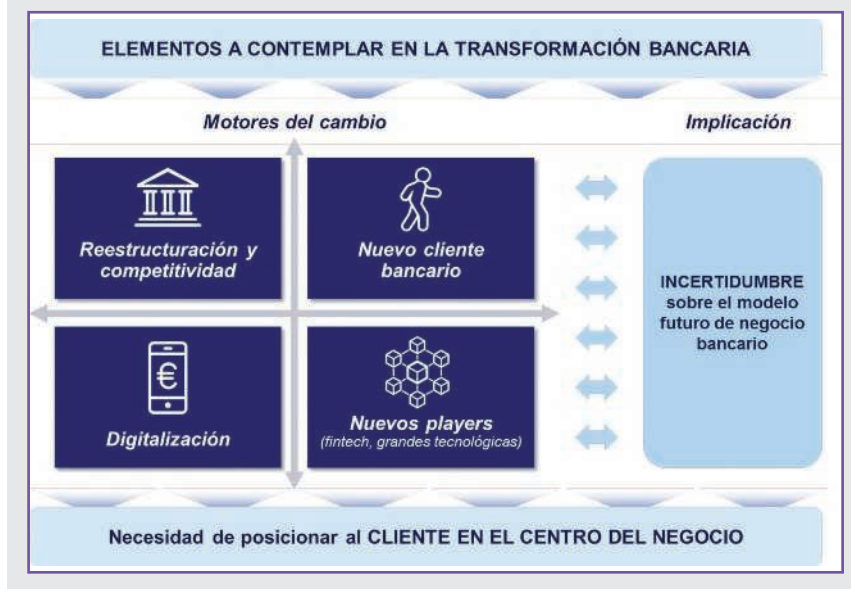 ELEMENTOS A CONTEMPLAR EN LA TRANSFORMACIÓN BANCARIA
Motores del cambio
Implicación
Reestructuración y
competitividad
Nuevo cliente
bancario
€
Digitalización
Nuevos players
(fintech, grandes tecnológicas)
INCERTIDUMBRE
sobre el modelo
futuro de negocio
bancario
Necesidad de posicionar al CLIENTE EN EL CENTRO DEL NEGOCIO